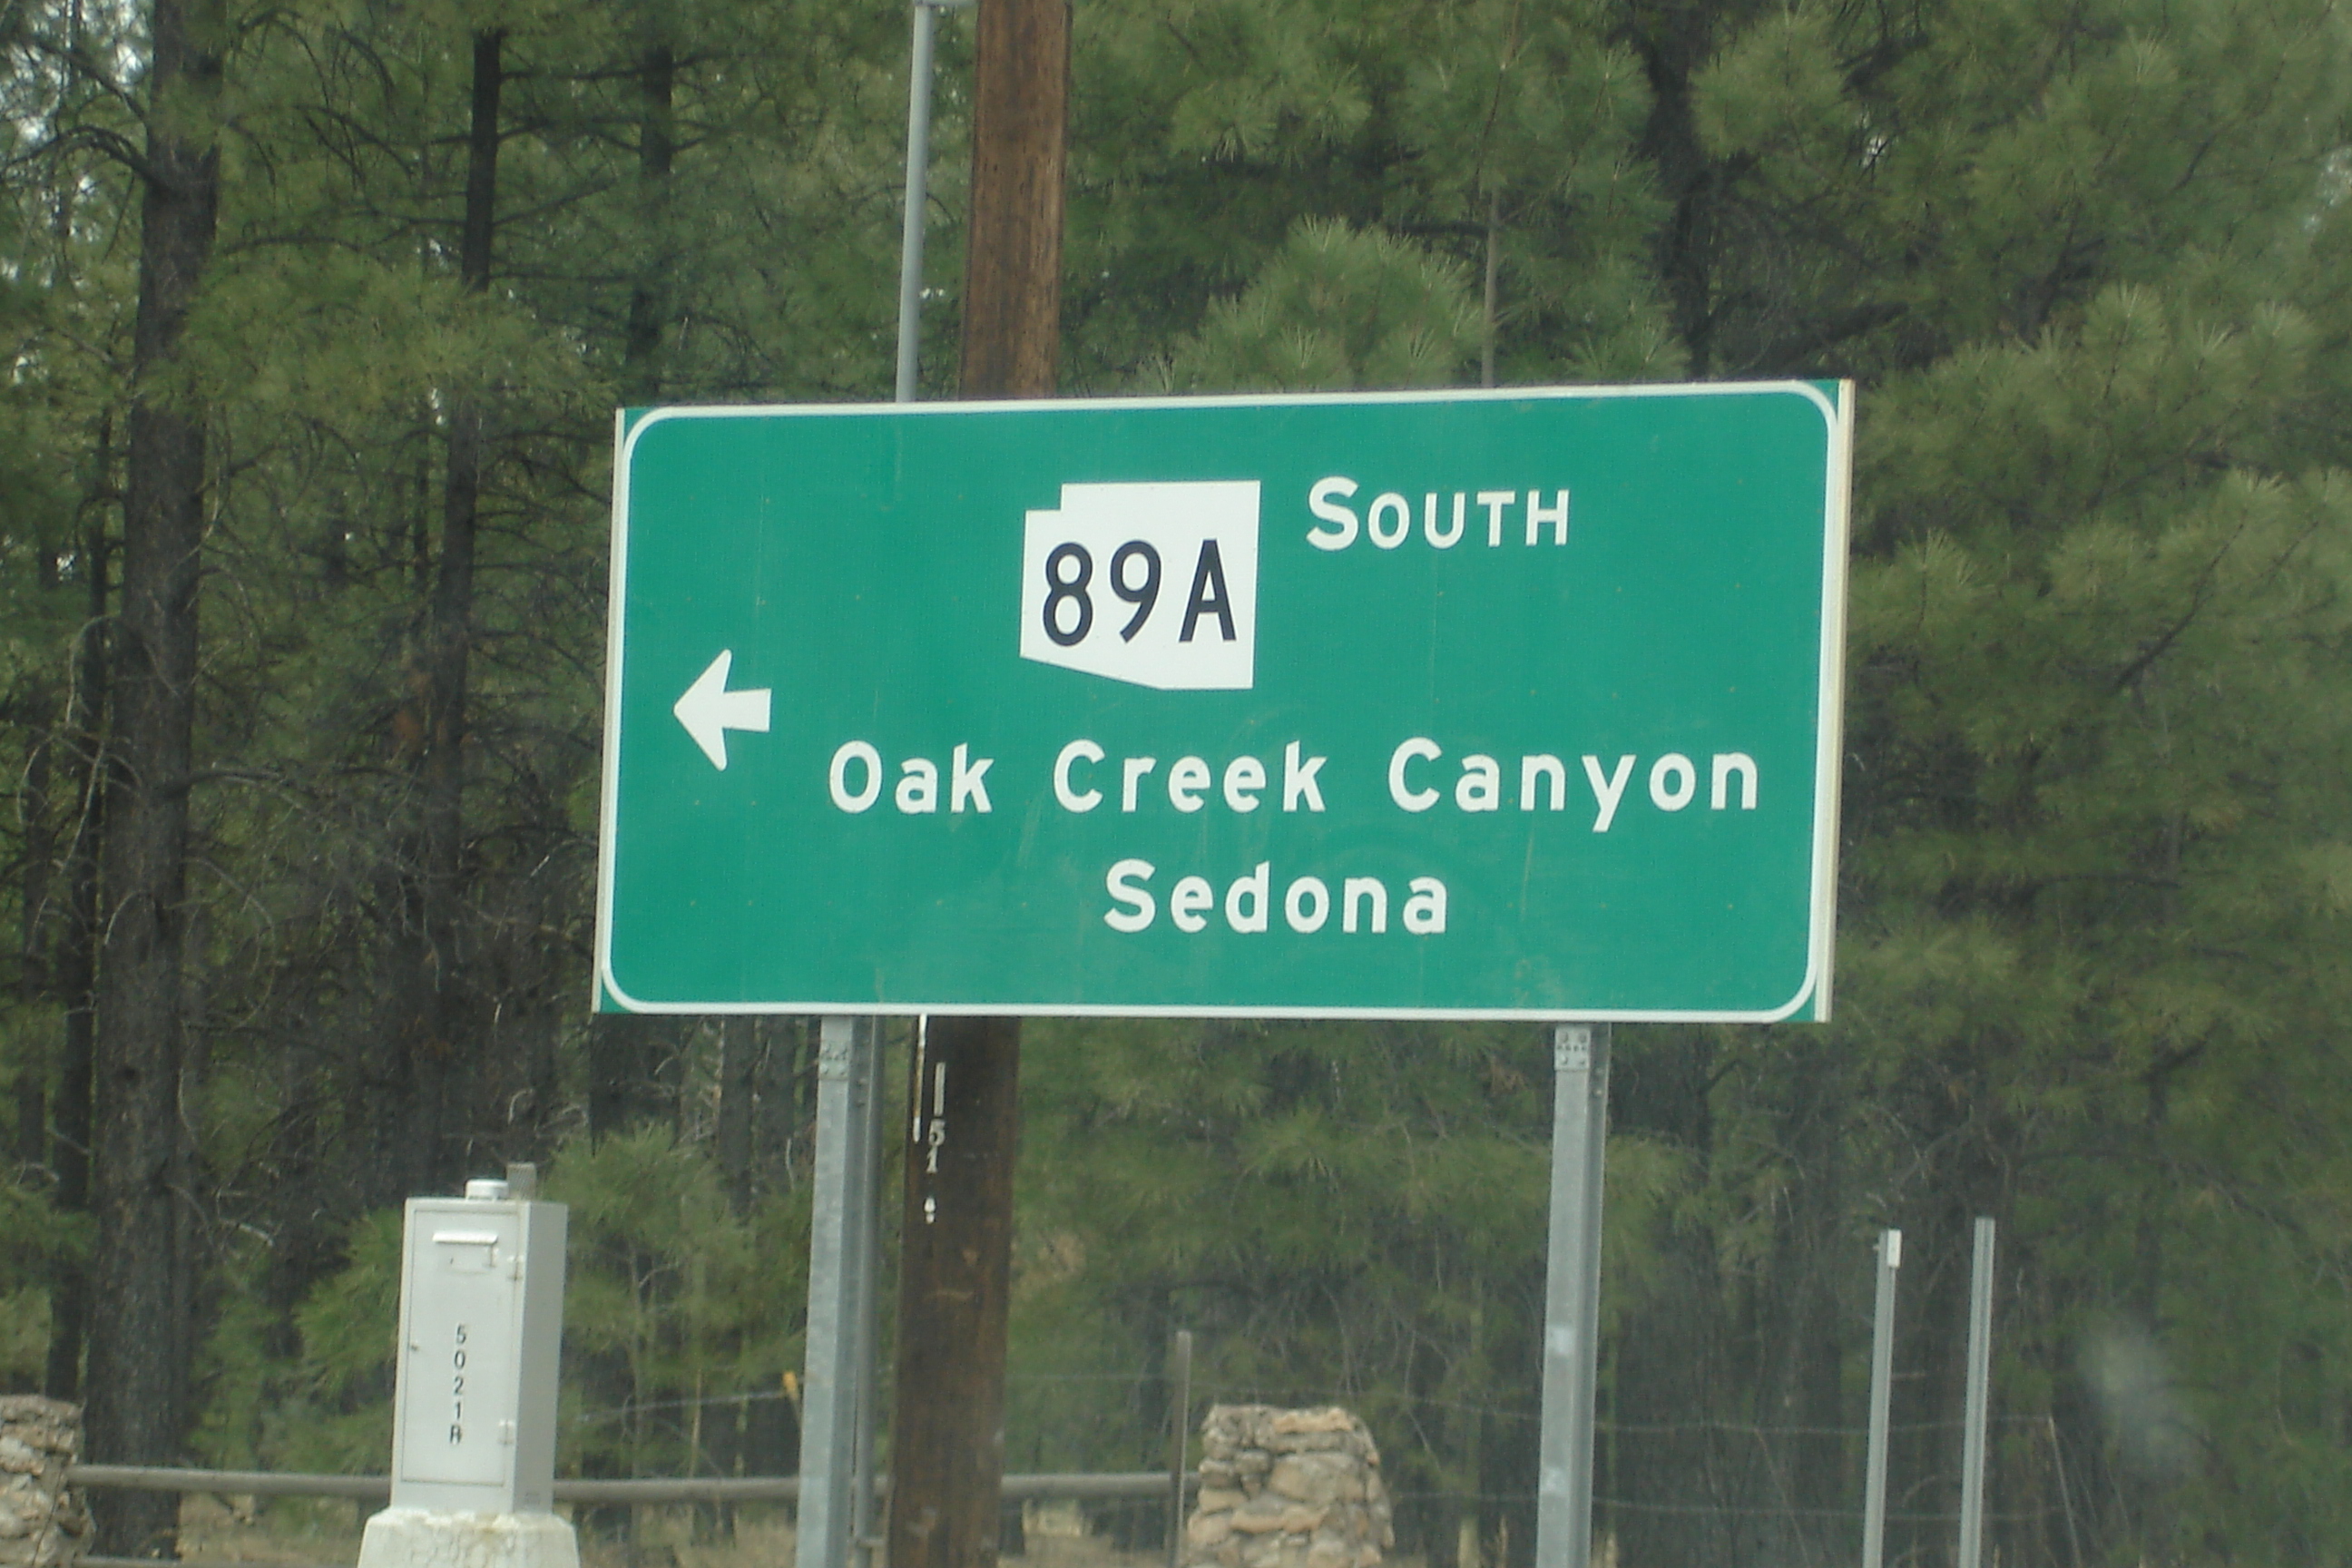 89A SOUTH
Oak Creek Canyon
Sedona
5021R